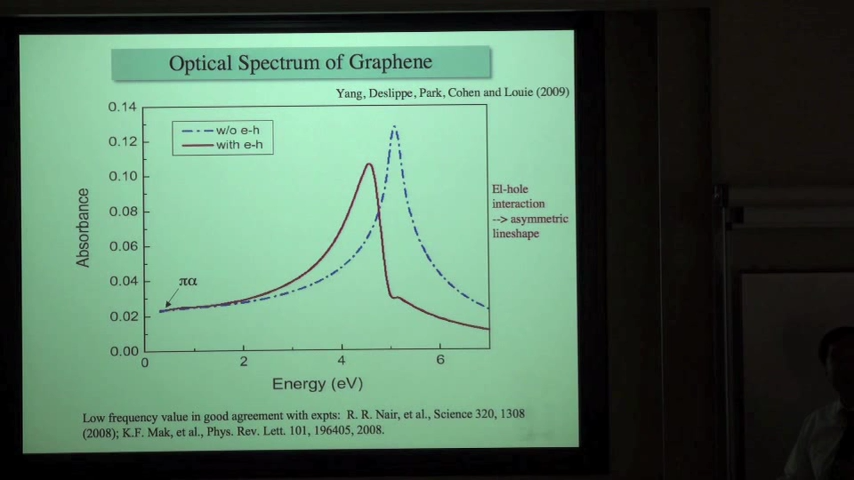 Optical Spectrum of Graphene
Yang, Deslippe, Park, Cohen and Louie (2009)
0.14
0.12
0.10
0.08
0.06
0.04
0.02
0.00
Absorbance
w/o e-h
with e-h
πα
El-hole
interaction
--> asymmetric
lineshape
0
2
4
6
Energy (eV)
Low frequency value in good agreement with expts: R. R. Nair, et al., Science 320, 1308
(2008); K.F. Mak, et al., Phys. Rev. Lett. 101, 196405, 2008.